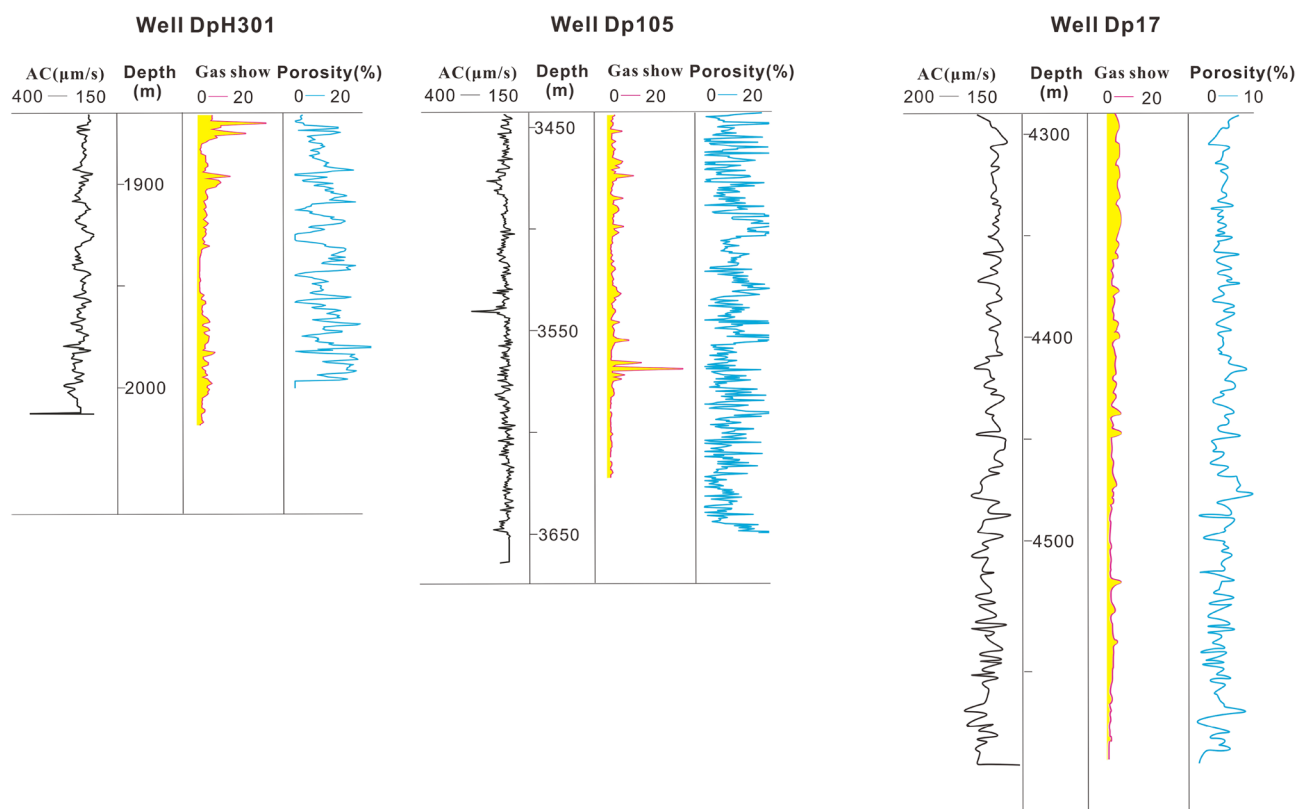 Well DpH301
AC(μm/s)
400 150
Depth
(m)
Gas show
0 20
Porosity(%)
0 20
1900
2000
Well Dp105
AC(μm/s)
400 150
Depth
(m)
Gas show
0 20
Porosity(%)
0 20
3450
3550
3650
Well Dp17
AC(μm/s)
200 150
Depth
(m)
Gas show
0 20
Porosity(%)
0 10
4300
4400
4500